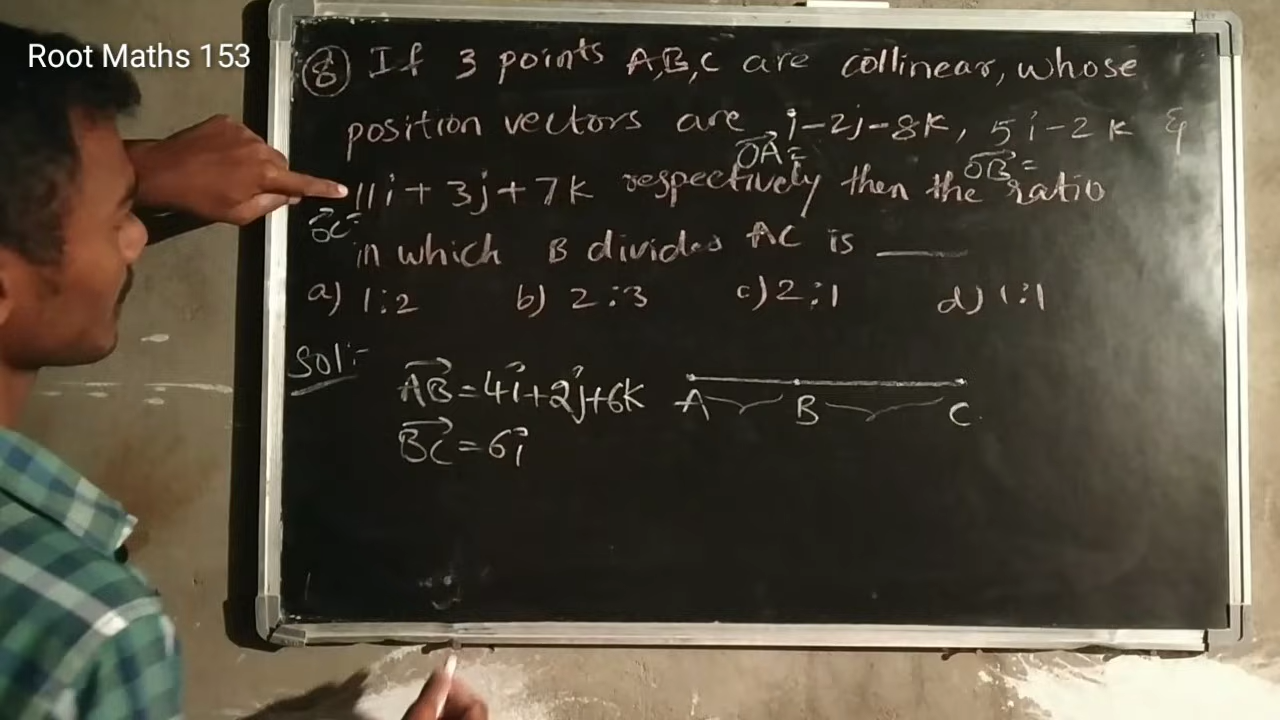 Root Maths 153
(8) If 3 points A,B,C are collinear, whose
position vectors are i-2j-8k, 5i-2k &
OA⃗= OB⃗=
11i+3j+7k respectively then the ratio
OC⃗=
in which B divides AC is ____
a) 1:2 b) 2:3 c) 2:1 d) 1:1
Sol:-
AB⃗=4i⃗+2j⃗+6k A B C
BC⃗=6i⃗